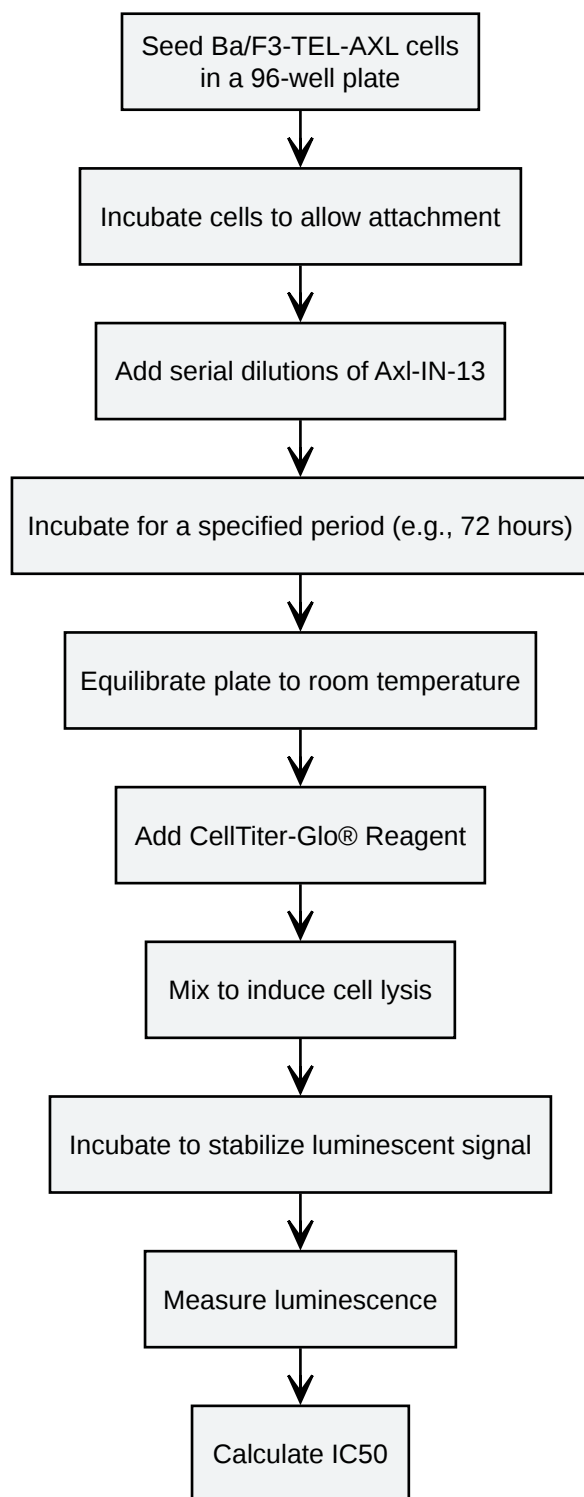 Seed Ba/F3-TEL-AXL cells
in a 96-well plate
Incubate cells to allow attachment
Add serial dilutions of Axl-IN-13
Incubate for a specified period (e.g., 72 hours)
Equilibrate plate to room temperature
Add CellTiter-Glo® Reagent
Mix to induce cell lysis
Incubate to stabilize luminescent signal
Measure luminescence
Calculate IC50